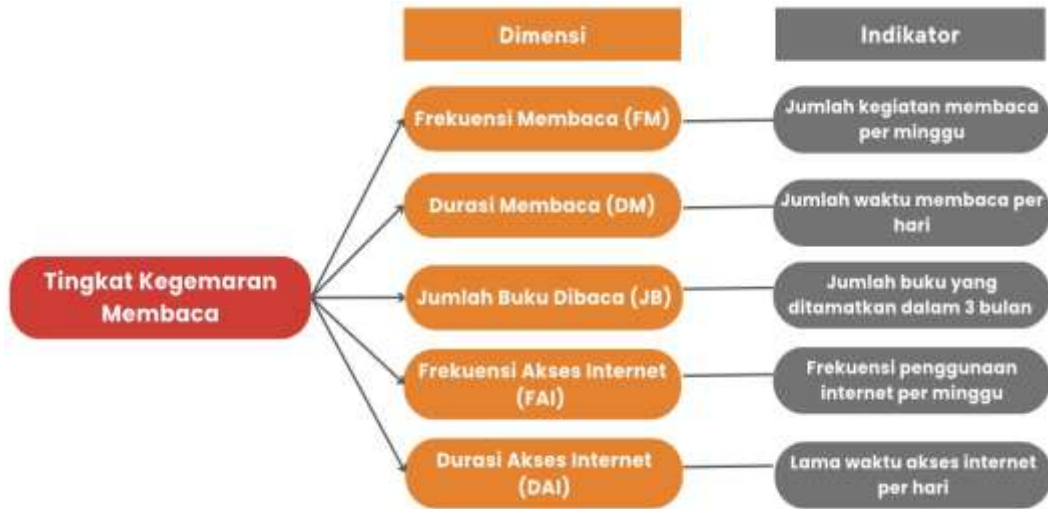 Dimensi
Indikator
Tingkat Kegemaran
Membaca
Frekuensi Membaca (FM)
Jumlah kegiatan membaca
per minggu
Durasi Membaca (DM)
Jumlah waktu membaca per
hari
Jumlah Buku Dibaca (JB)
Jumlah buku yang
ditamatkan dalam 3 bulan
Frekuensi Akses Internet
(FAI)
Frekuensi penggunaan
internet per minggu
Durasi Akses Internet
(DAI)
Lama waktu akses internet
per hari